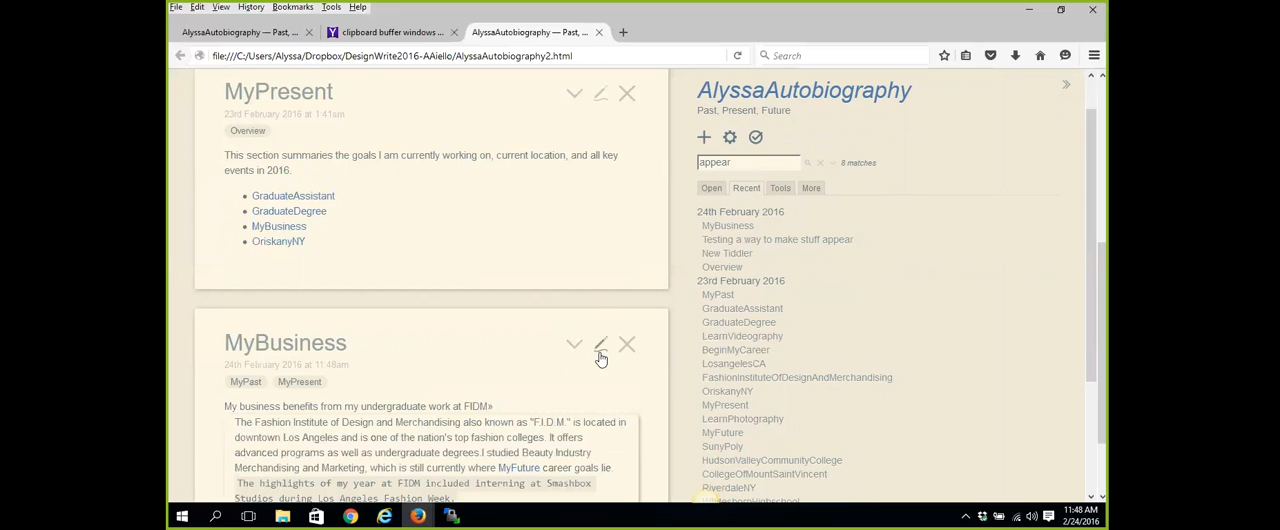 File Edit View History Bookmarks Tools Help
AlyssaAutobiography — Past, ...
clipboard buffer windows ...
AlyssaAutobiography — Past, ...
file:///C:/Users/Alyssa/Dropbox/DesignWrite2016-AAiello/AlyssaAutobiography2.html
Search
MyPresent
23rd February 2016 at 1:41am
Overview
This section summaries the goals I am currently working on, current location, and all key
events in 2016.
GraduateAssistant
GraduateDegree
MyBusiness
OriskanyNY
MyBusiness
24th February 2016 at 11:48am
MyPast MyPresent
My business benefits from my undergraduate work at FIDM»
The Fashion Institute of Design and Merchandising also known as "F.I.D.M." is located in
downtown Los Angeles and is one of the nation's top fashion colleges. It offers
advanced programs as well as undergraduate degrees.I studied Beauty Industry
Merchandising and Marketing, which is still currently where MyFuture career goals lie.
The highlights of my year at FIDM included interning at Smashbox
Studios during Los Angeles Fashion Week.
AlyssaAutobiography
Past, Present, Future
appear
8 matches
Open Recent Tools More
24th February 2016
MyBusiness
Testing a way to make stuff appear
New Tiddler
Overview
23rd February 2016
MyPast
GraduateAssistant
GraduateDegree
LearnVideography
BeginMyCareer
LosangelesCA
FashionInstituteOfDesignAndMerchandising
OriskanyNY
MyPresent
LearnPhotography
MyFuture
SunyPoly
HudsonValleyCommunityCollege
CollegeOfMountSaintVincent
RiverdaleNY
11:48 AM
2/24/2016